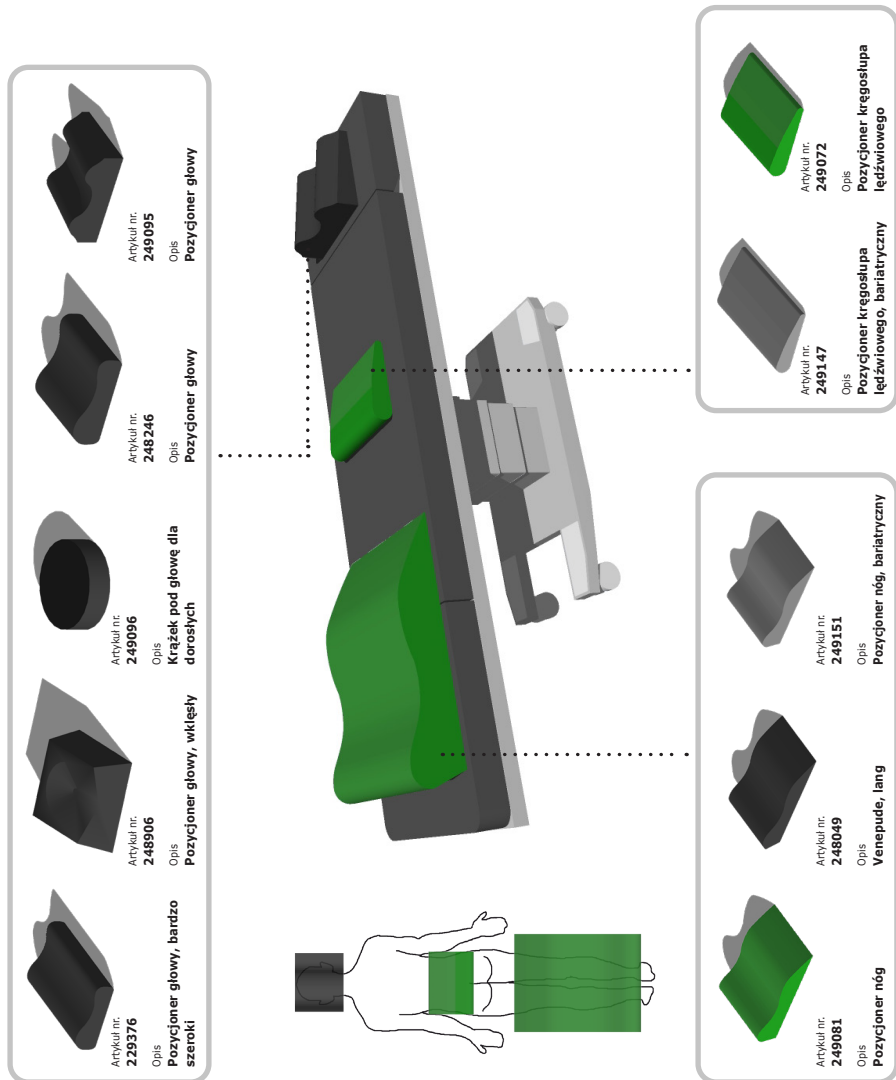 Artykuł nr.
229376
Opis
Pozycjoner głowy, bardzo
szeroki
Artykuł nr.
248906
Opis
Pozycjoner głowy, wklęsły
Artykuł nr.
249096
Opis
Krążek pod głowę dla
dorosłych
Artykuł nr.
248246
Opis
Pozycjoner głowy
Artykuł nr.
249095
Opis
Pozycjoner głowy
Artykuł nr.
249081
Opis
Pozycjoner nóg
Artykuł nr.
248049
Opis
Venepude, lang
Artykuł nr.
249151
Opis
Pozycjoner nóg, bariatryczny
Artykuł nr.
249147
Opis
Pozycjoner kręgosłupa
lędźwiowego, bariatryczny
Artykuł nr.
249072
Opis
Pozycjoner kręgosłupa
lędźwiowego